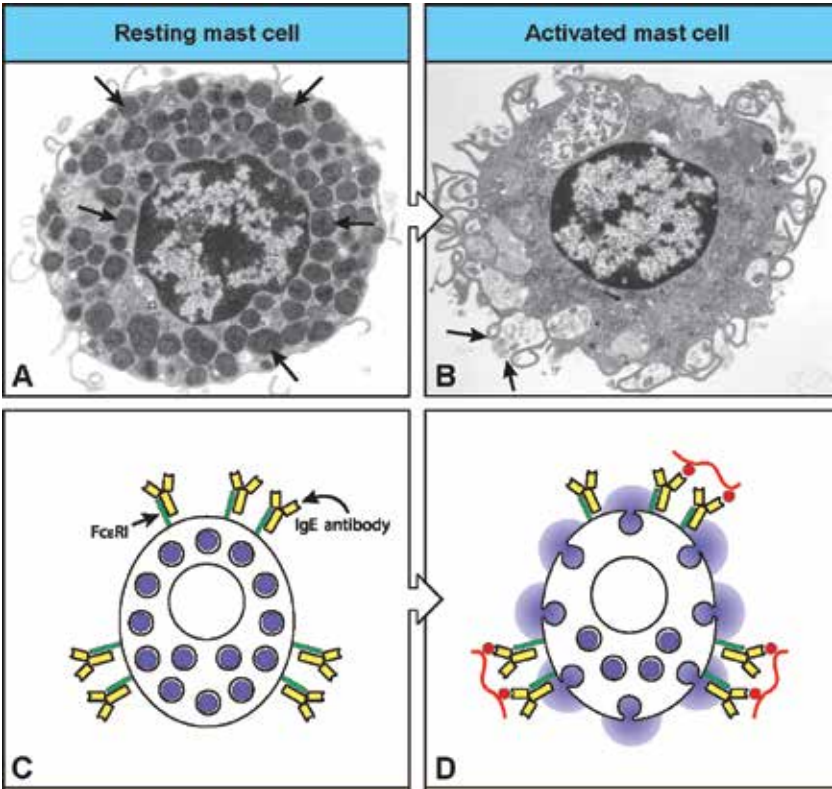 Resting mast cell
Activated mast cell
A
B
FcεRI
IgE antibody
C
D